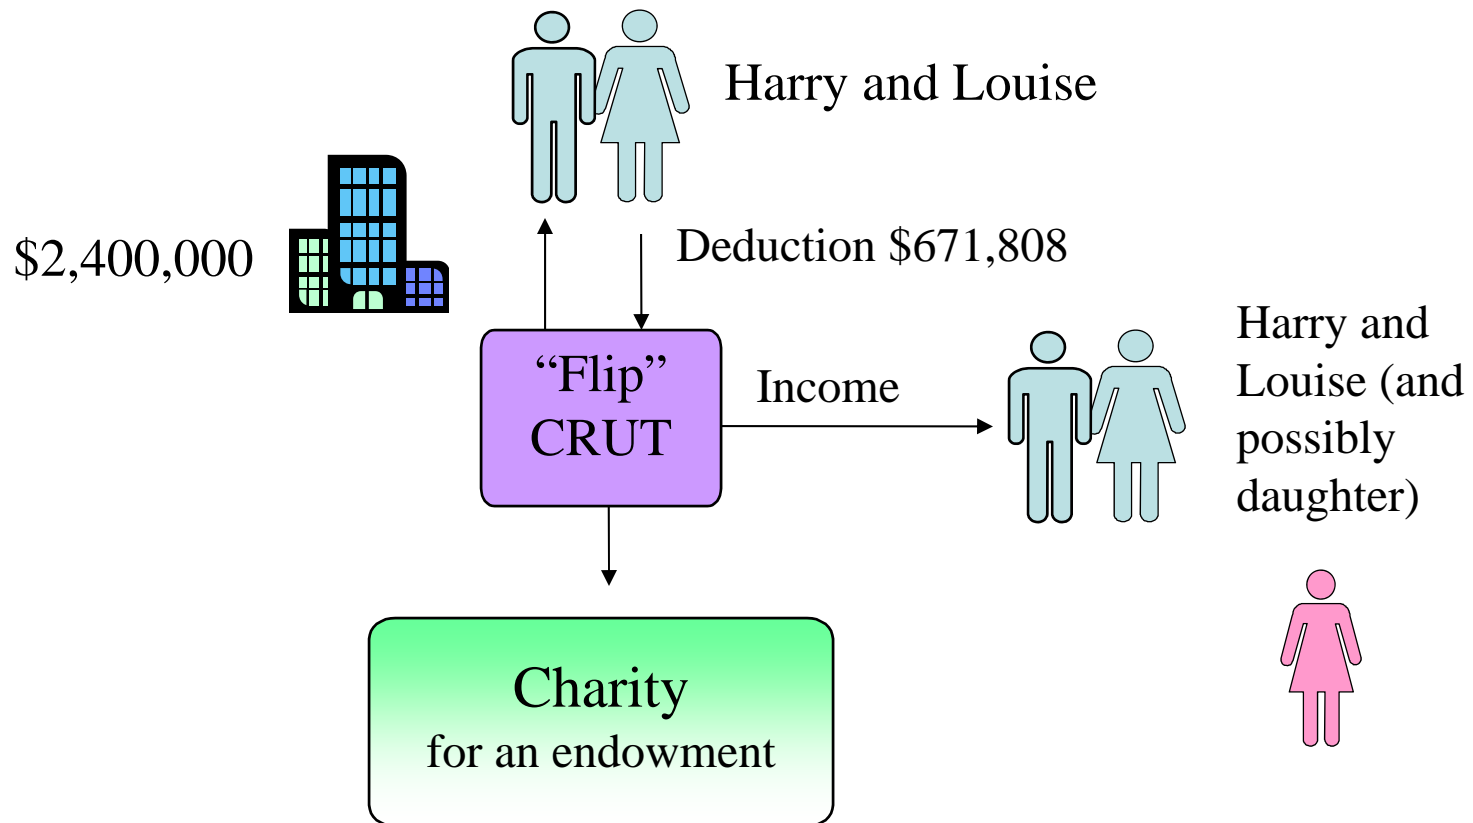 Harry and Louise
$2,400,000
Deduction $671,808
“Flip”
CRUT
Income
Harry and
Louise (and
possibly
daughter)
Charity
for an endowment